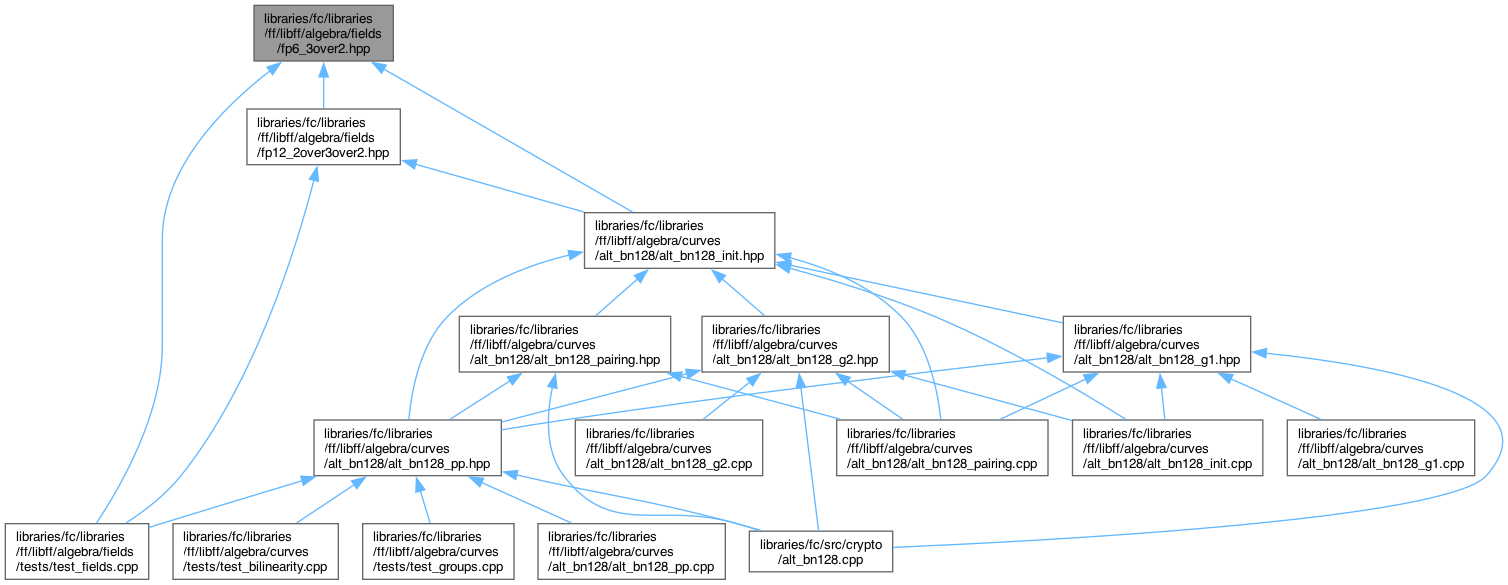 libraries/fc/libraries
/ff/libff/algebra/fields
/fp6_3over2.hpp
libraries/fc/libraries
/ff/libff/algebra/fields
/fp12_2over3over2.hpp
libraries/fc/libraries
/ff/libff/algebra/curves
/alt_bn128/alt_bn128_init.hpp
libraries/fc/libraries
/ff/libff/algebra/curves
/alt_bn128/alt_bn128_pairing.hpp
libraries/fc/libraries
/ff/libff/algebra/curves
/alt_bn128/alt_bn128_g2.hpp
libraries/fc/libraries
/ff/libff/algebra/curves
/alt_bn128/alt_bn128_g1.hpp
libraries/fc/libraries
/ff/libff/algebra/curves
/alt_bn128/alt_bn128_pp.hpp
libraries/fc/libraries
/ff/libff/algebra/curves
/alt_bn128/alt_bn128_g2.cpp
libraries/fc/libraries
/ff/libff/algebra/curves
/alt_bn128/alt_bn128_pairing.cpp
libraries/fc/libraries
/ff/libff/algebra/curves
/alt_bn128/alt_bn128_init.cpp
libraries/fc/libraries
/ff/libff/algebra/curves
/alt_bn128/alt_bn128_g1.cpp
libraries/fc/libraries
/ff/libff/algebra/fields
/tests/test_fields.cpp
libraries/fc/libraries
/ff/libff/algebra/curves
/tests/test_bilinearity.cpp
libraries/fc/libraries
/ff/libff/algebra/curves
/tests/test_groups.cpp
libraries/fc/libraries
/ff/libff/algebra/curves
/alt_bn128/alt_bn128_pp.cpp
libraries/fc/src/crypto
/alt_bn128.cpp